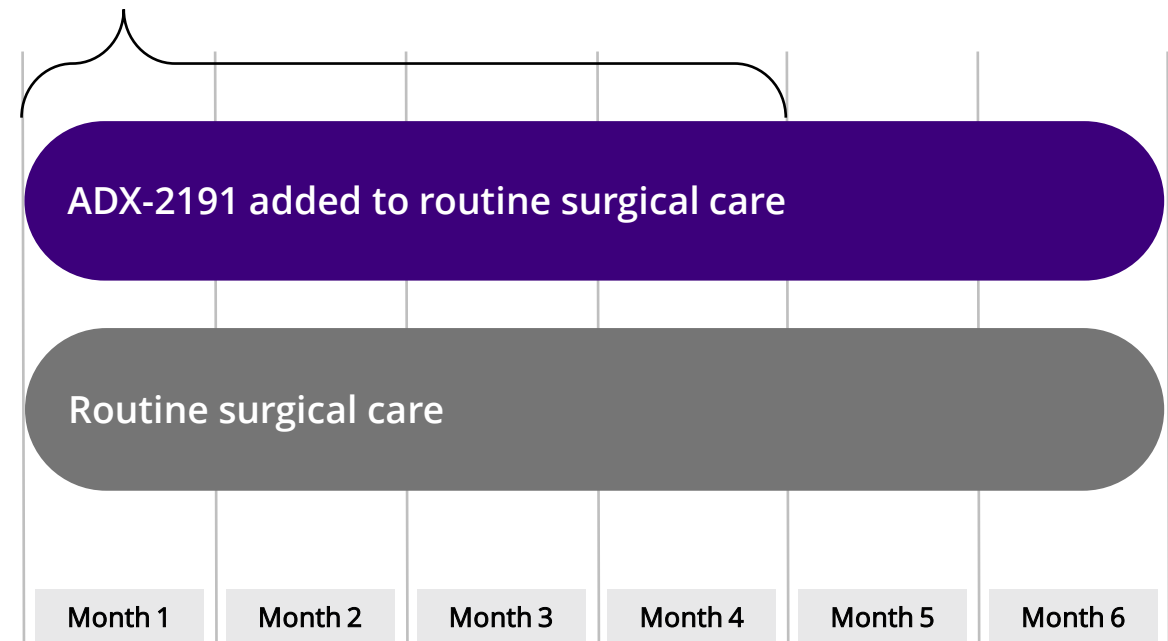 ADX-2191 added to routine surgical care
Routine surgical care
Month 1
Month 2
Month 3
Month 4
Month 5
Month 6